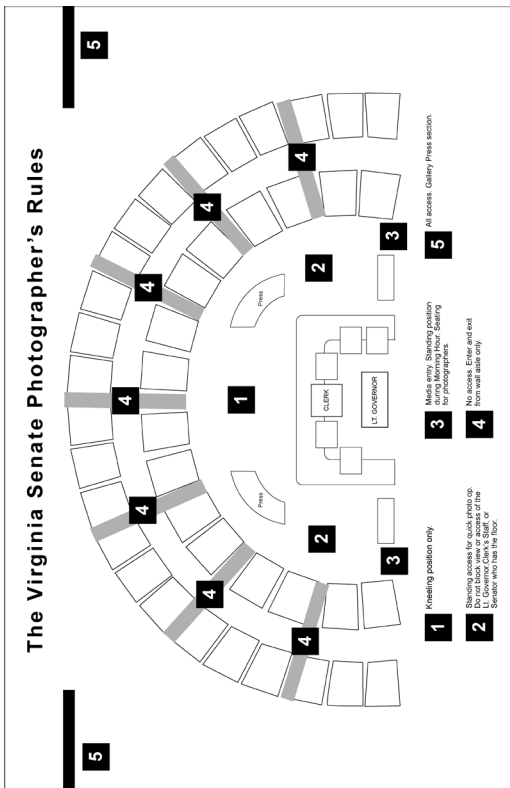 The Virginia Senate Photographer's Rules
5
5
4
4
4
4
4
4
4
1
Press
Press
2
2
CLERK
LT. GOVERNOR
3
3
1
Kneeling position only.
2
Standing access for quick photo op.
Do not block view or access of the
Lt. Governor,Clerk's Staff, or
Senator who has the floor.
3
Media entry. Standing position
during Morning Hour. Seating
for photographers.
4
No access. Enter and exit
from wall aisle only.
5
All access. Gallery Press section.